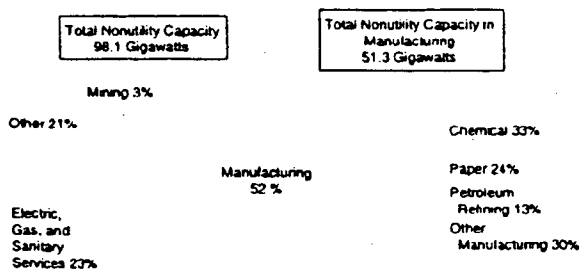 Total Nonutility Capacity
98.1 Gigawatts
Total Nonutility Capacity in
Manufacturing
51.3 Gigawatts
Mining 3%
Other 21%
Manufacturing
52 %
Electric,
Gas, and
Sanitary
Services 23%
Chemical 33%
Paper 24%
Petroleum
Refining 13%
Other
Manufacturing 30%